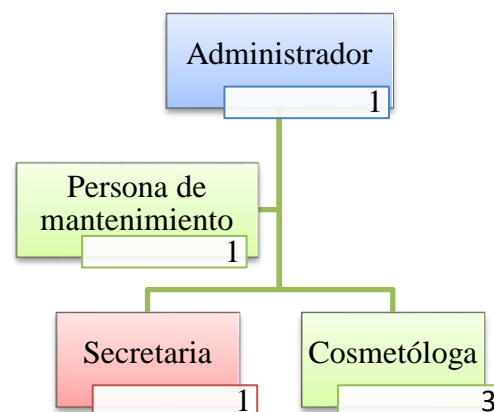 Administrador
1
Persona de
mantenimiento
1
Secretaria
1
Cosmetóloga
3